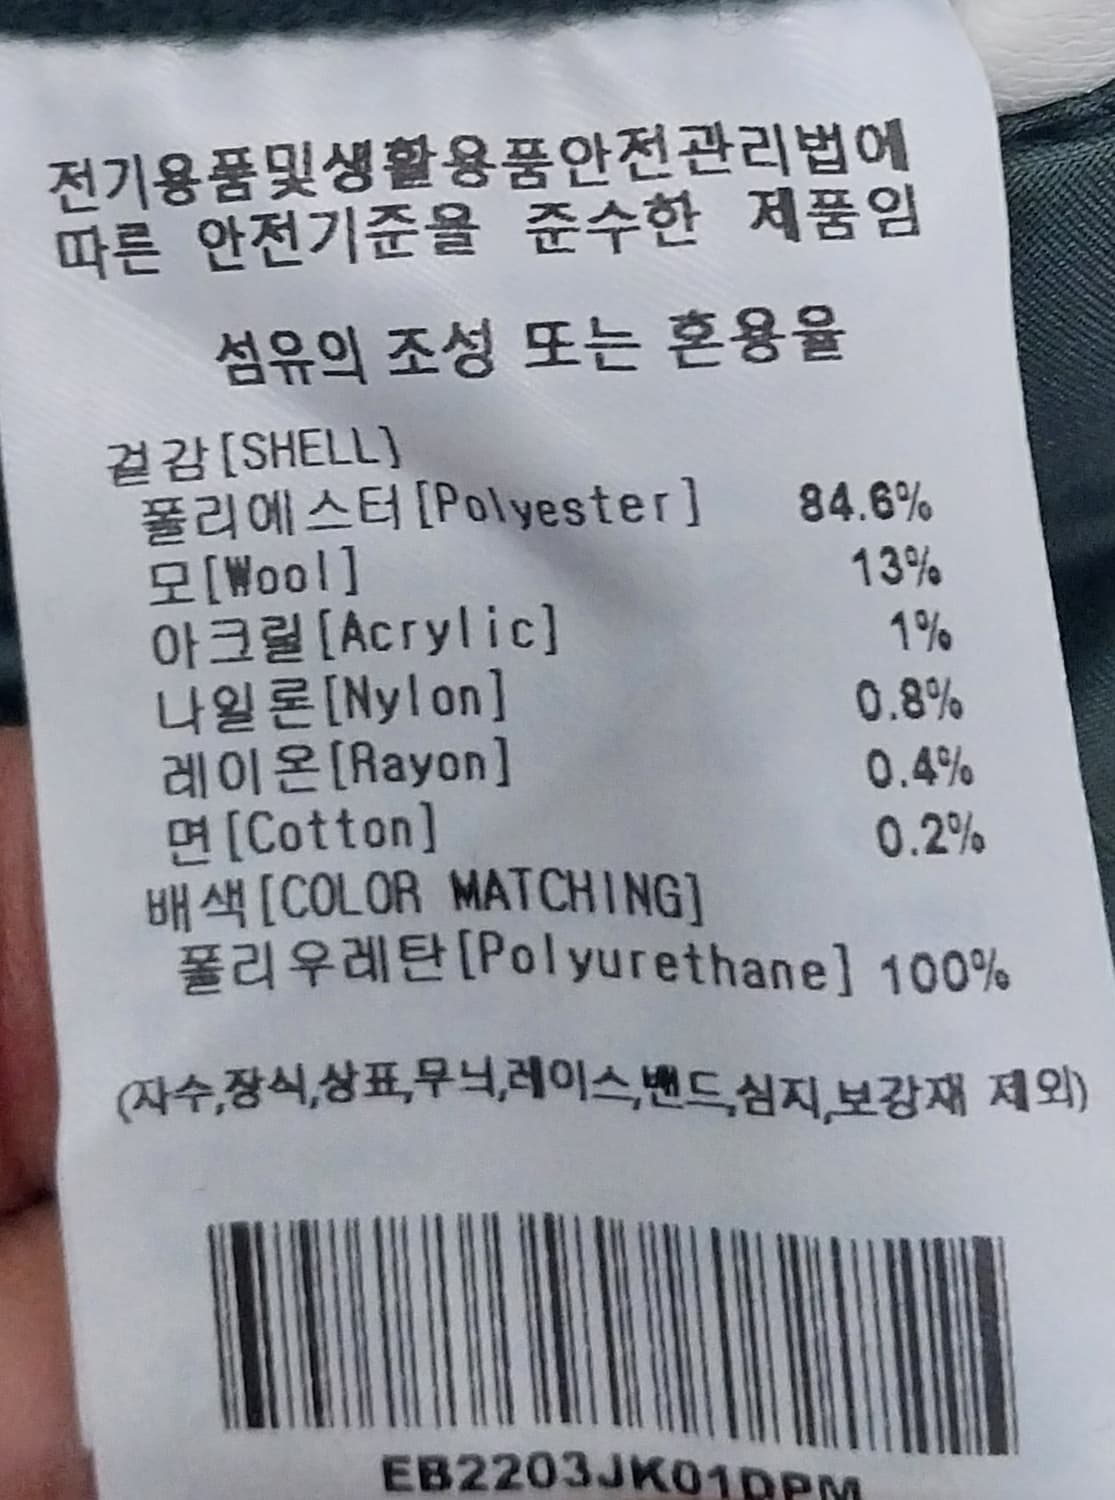 전기용품및생활용품안전관리법에
따른 안전기준을 준수한 제품임
섬유의 조성 또는 혼용율
겉감[SHELL]
폴리에스터[Polyester] 84.6%
모[Wool] 13%
아크릴[Acrylic] 1%
나일론[Nylon] 0.8%
레이온[Rayon] 0.4%
면[Cotton] 0.2%
배색[COLOR MATCHING]
폴리우레탄[Polyurethane] 100%
(자수,장식,상표,무늬,레이스,밴드,심지,보강재 제외)
EB2203JK01DPM